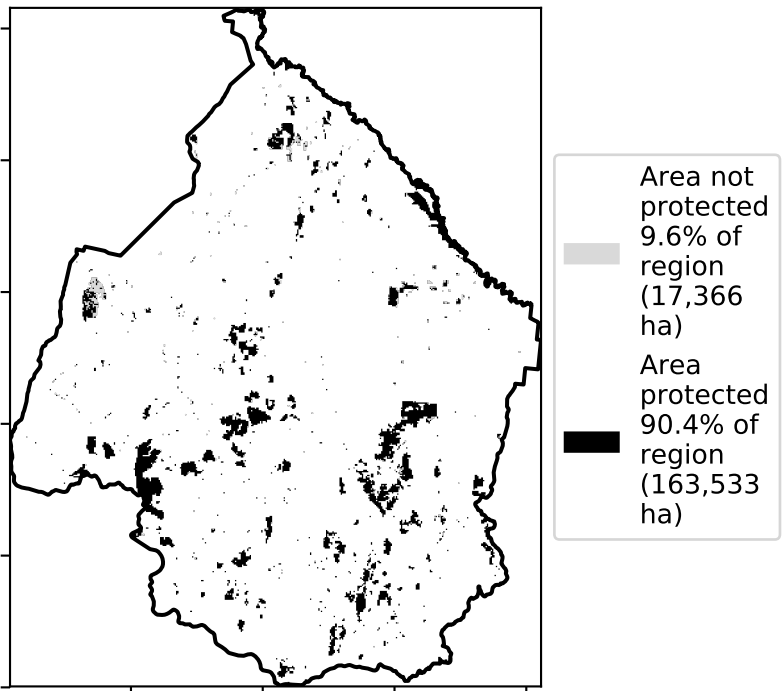 Area not
protected
9.6% of
region
(17,366
ha)
Area
protected
90.4% of
region
(163,533
ha)